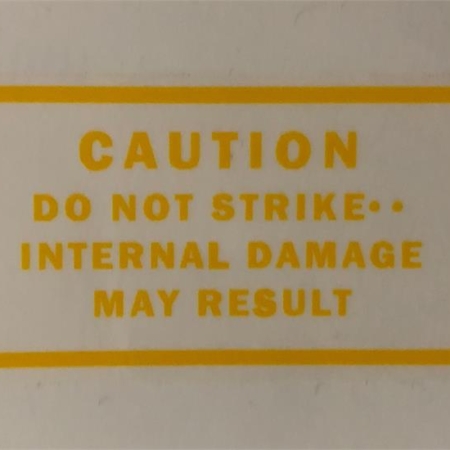 CAUTION
DO NOT STRIKE••
INTERNAL DAMAGE
MAY RESULT